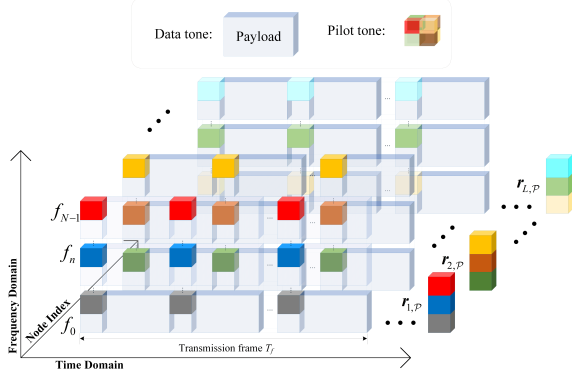 Data tone:
Payload
Pilot tone:
f_{N-1}
f_n
f_0
r_{L,𝒫}
r_{2,𝒫}
r_{1,𝒫}
Frequency Domain
Node Index
Transmission frame T_f
Time Domain